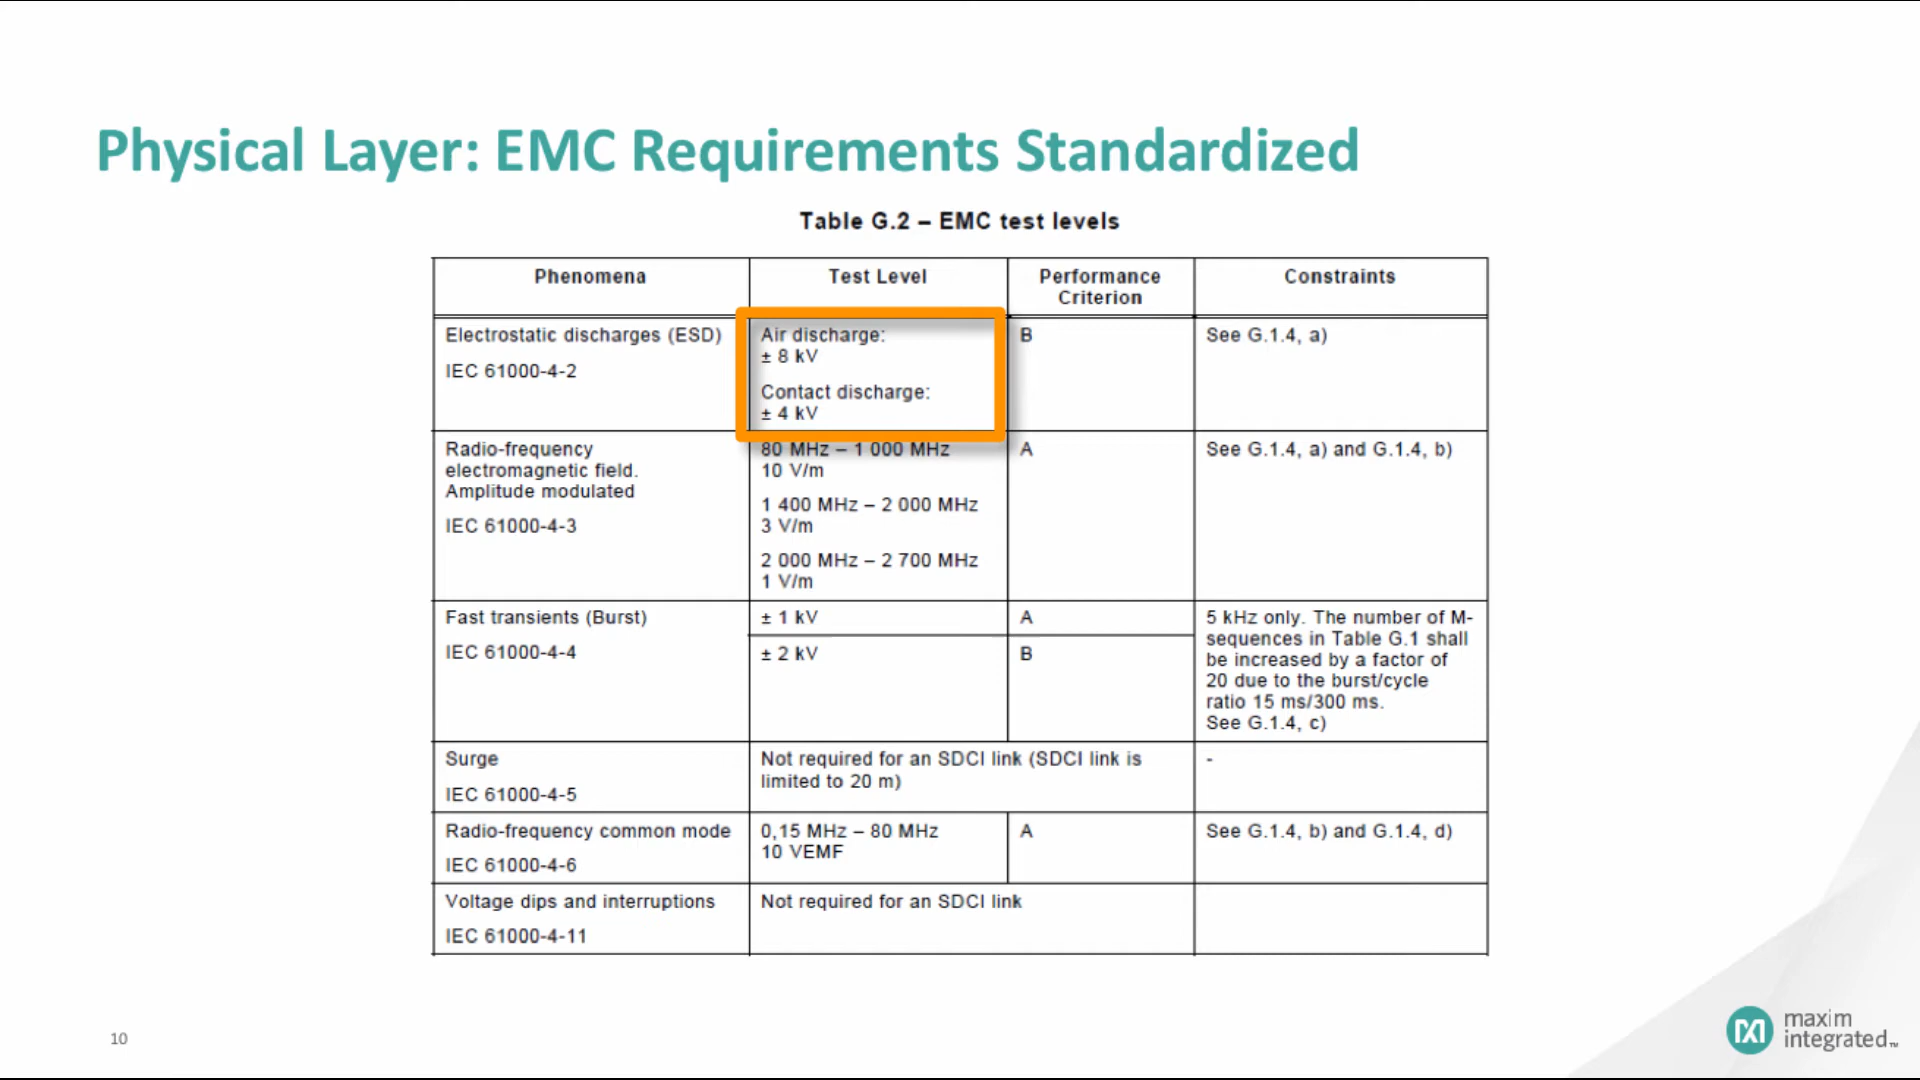 Physical Layer: EMC Requirements Standardized
Table G.2 – EMC test levels
Phenomena
Test Level
Performance
Criterion
Constraints
Electrostatic discharges (ESD)
IEC 61000-4-2
Air discharge:
± 8 kV
Contact discharge:
± 4 kV
B
See G.1.4, a)
Radio-frequency
electromagnetic field.
Amplitude modulated
IEC 61000-4-3
80 MHz – 1 000 MHz
10 V/m
1 400 MHz – 2 000 MHz
3 V/m
2 000 MHz – 2 700 MHz
1 V/m
A
See G.1.4, a) and G.1.4, b)
Fast transients (Burst)
IEC 61000-4-4
± 1 kV
A
± 2 kV
B
5 kHz only. The number of M-
sequences in Table G.1 shall
be increased by a factor of
20 due to the burst/cycle
ratio 15 ms/300 ms.
See G.1.4, c)
Surge
IEC 61000-4-5
Not required for an SDCI link (SDCI link is
limited to 20 m)
-
Radio-frequency common mode
IEC 61000-4-6
0,15 MHz – 80 MHz
10 VEMF
A
See G.1.4, b) and G.1.4, d)
Voltage dips and interruptions
IEC 61000-4-11
Not required for an SDCI link
10
maxim
integrated™